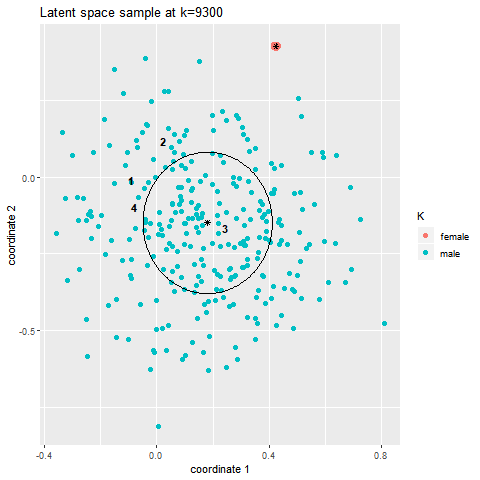 Latent space sample at k=9300
coordinate 2
0.0
-0.5
2
1
4
3
-0.4
0.0
0.4
0.8
coordinate 1
K
female
male